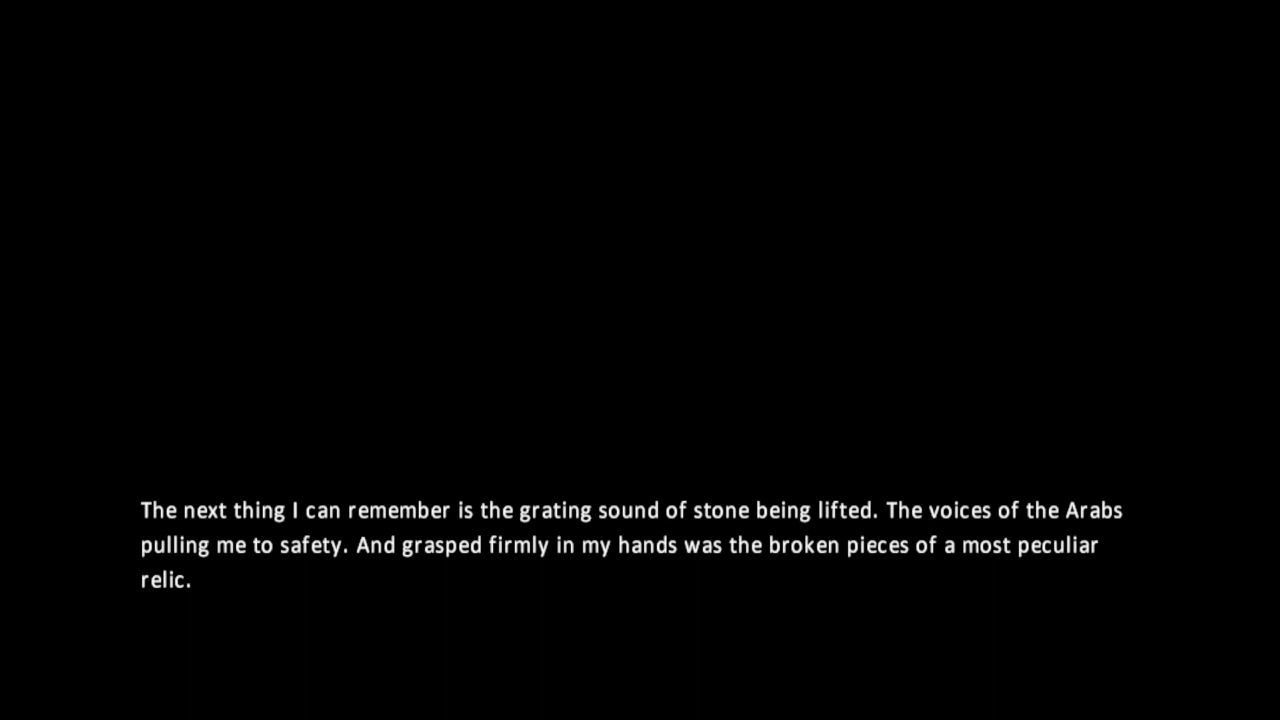 The next thing I can remember is the grating sound of stone being lifted. The voices of the Arabs
pulling me to safety. And grasped firmly in my hands was the broken pieces of a most peculiar
relic.